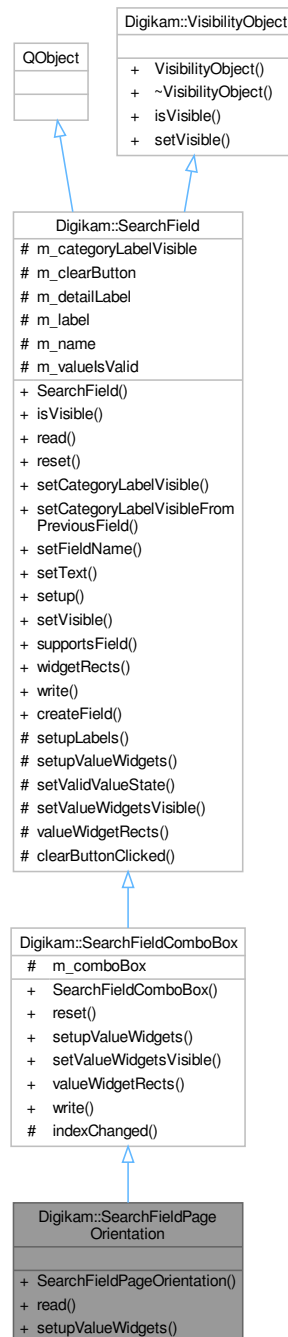 Digikam::VisibilityObject
+ VisibilityObject()
+ ~VisibilityObject()
+ isVisible()
+ setVisible()
QObject
Digikam::SearchField
# m_categoryLabelVisible
# m_clearButton
# m_detailLabel
# m_label
# m_name
# m_valueIsValid
+ SearchField()
+ isVisible()
+ read()
+ reset()
+ setCategoryLabelVisible()
+ setCategoryLabelVisibleFrom
PreviousField()
+ setFieldName()
+ setText()
+ setup()
+ setVisible()
+ supportsField()
+ widgetRects()
+ write()
+ createField()
# setupLabels()
# setupValueWidgets()
# setValidValueState()
# setValueWidgetsVisible()
# valueWidgetRects()
# clearButtonClicked()
Digikam::SearchFieldComboBox
# m_comboBox
+ SearchFieldComboBox()
+ reset()
+ setupValueWidgets()
+ setValueWidgetsVisible()
+ valueWidgetRects()
+ write()
# indexChanged()
Digikam::SearchFieldPage
Orientation
+ SearchFieldPageOrientation()
+ read()
+ setupValueWidgets()